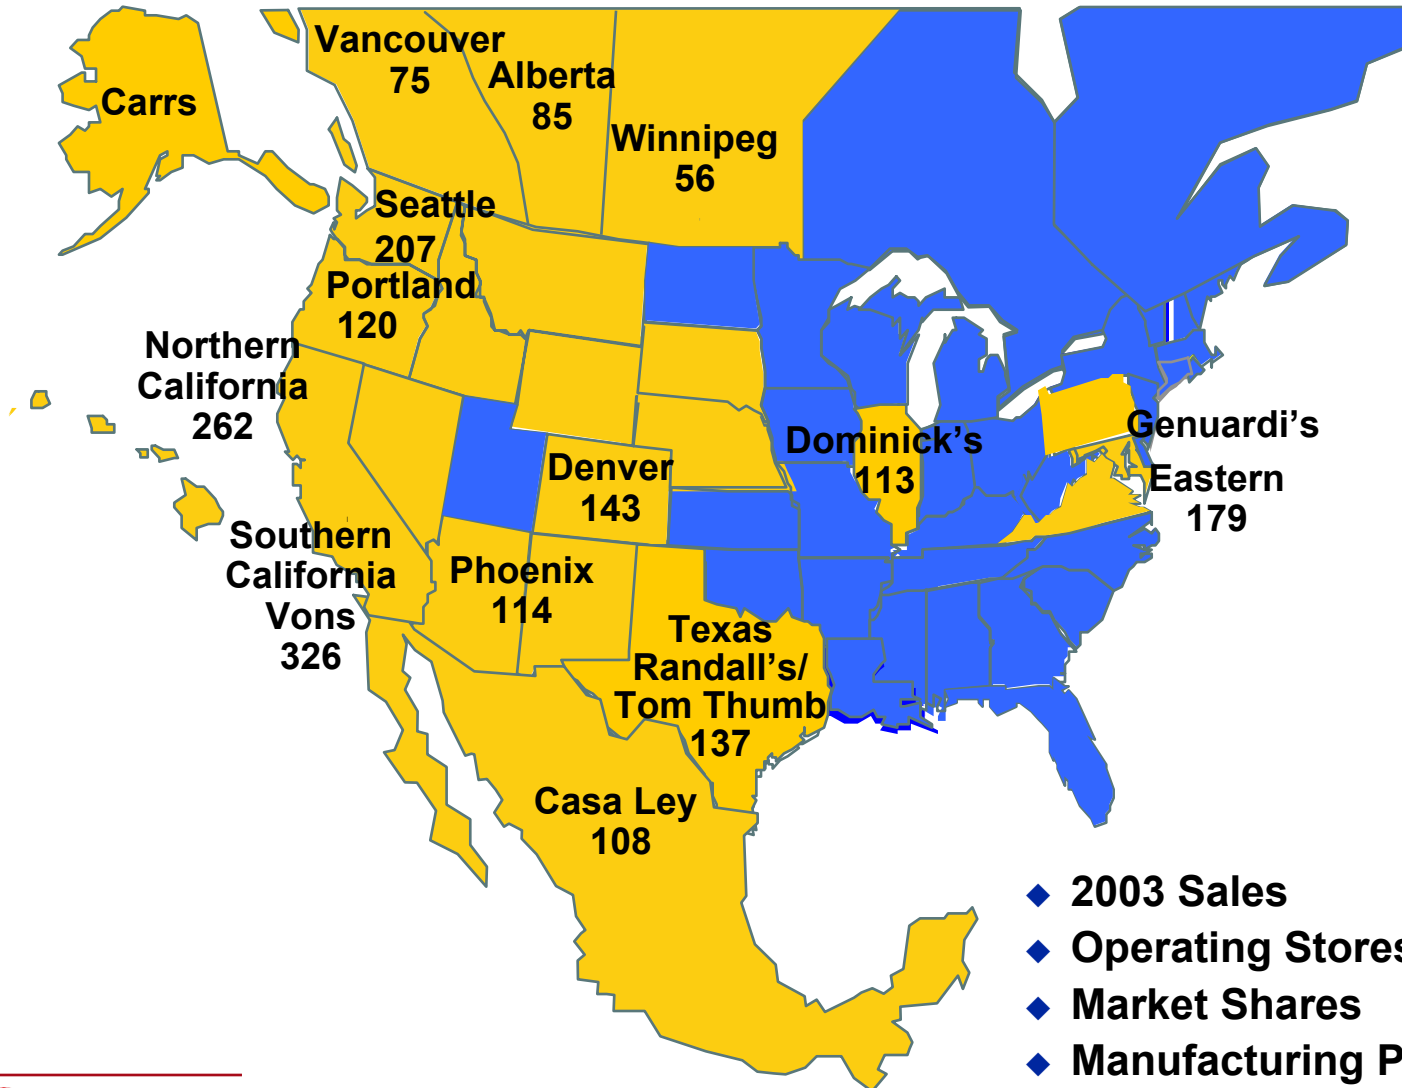 Vancouver
75
Alberta
85
Carrs
Winnipeg
56
Seattle
207
Portland
120
Northern
California
262
Dominick's
113
Genuardi's
Eastern
179
Denver
143
Southern
California
Vons
326
Phoenix
114
Texas
Randall's/
Tom Thumb
137
Casa Ley
108
◆ 2003 Sales
◆ Operating Stores
◆ Market Shares
◆ Manufacturing P